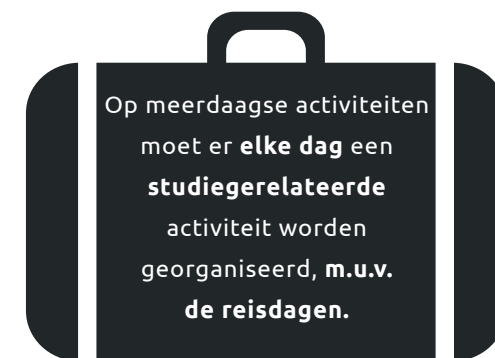 Op meerdaagse activiteiten
moet er elke dag een
studiegerelateerde
activiteit worden
georganiseerd, m.u.v.
de reisdagen.